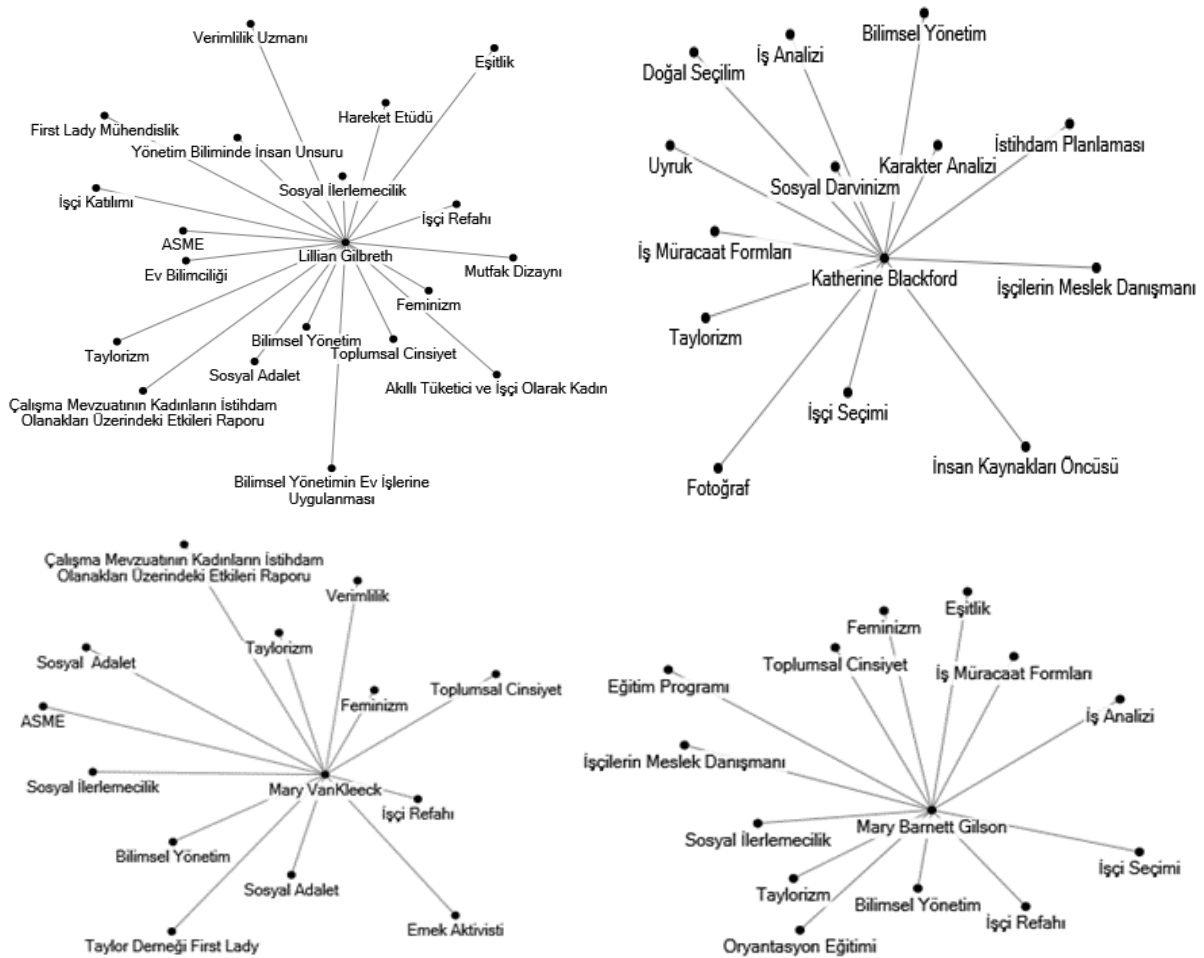 Verimlilik Uzmanı
Eşitlik
Hareket Etüdü
First Lady Mühendislik
Yönetim Biliminde İnsan Unsuru
Sosyal İlerlemecilik
İşçi Katılımı
İşçi Refahı
ASME
Lillian Gilbreth
Mutfak Dizaynı
Ev Bilimciliği
Feminizm
Bilimsel Yönetim
Toplumsal Cinsiyet
Taylorizm
Sosyal Adalet
Akıllı Tüketici ve İşçi Olarak Kadın
Çalışma Mevzuatının Kadınların İstihdam
Olanakları Üzerindeki Etkileri Raporu
Bilimsel Yönetimin Ev İşlerine
Uygulanması
Bilimsel Yönetim
İş Analizi
Doğal Seçilim
İstihdam Planlaması
Uyruk
Karakter Analizi
Sosyal Darvinizm
İş Müracaat Formları
Katherine Blackford
İşçilerin Meslek Danışmanı
Taylorizm
İşçi Seçimi
İnsan Kaynakları Öncüsü
Fotoğraf
Çalışma Mevzuatının Kadınların İstihdam
Olanakları Üzerindeki Etkileri Raporu
Verimlilik
Taylorizm
Sosyal Adalet
Toplumsal Cinsiyet
Feminizm
ASME
Sosyal İlerlemecilik
Mary VanKleeck
İşçi Refahı
Bilimsel Yönetim
Sosyal Adalet
Emek Aktivisti
Taylor Derneği First Lady
Eşitlik
Feminizm
Toplumsal Cinsiyet
İş Müracaat Formları
Eğitim Programı
İş Analizi
İşçilerin Meslek Danışmanı
Mary Barnett Gilson
Sosyal İlerlemecilik
İşçi Seçimi
Taylorizm
Bilimsel Yönetim
İşçi Refahı
Oryantasyon Eğitimi